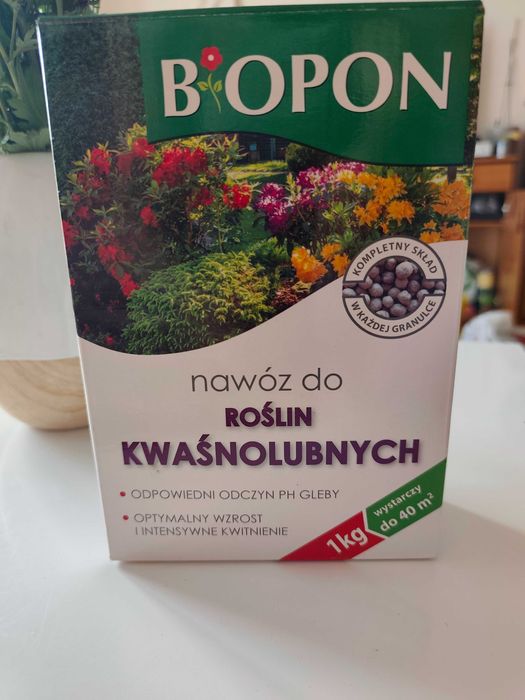 BIOPON
KOMPLETNY SKŁAD
W KAŻDEJ GRANULCE
nawóz do
ROŚLIN
KWAŚNOLUBNYCH
• ODPOWIEDNI ODCZYN PH GLEBY
• OPTYMALNY WZROST
I INTENSYWNE KWITNIENIE
1kg
wystarczy
do 40 m²